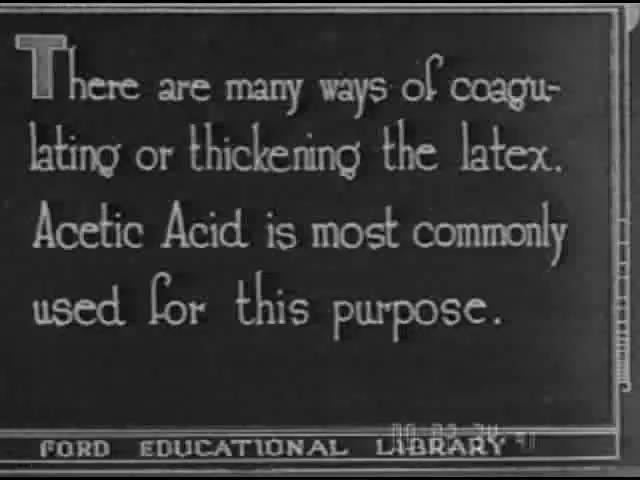 There are many ways of coagu-
lating or thickening the latex.
Acetic Acid is most commonly
used for this purpose.
FORD EDUCATIONAL LIBRARY